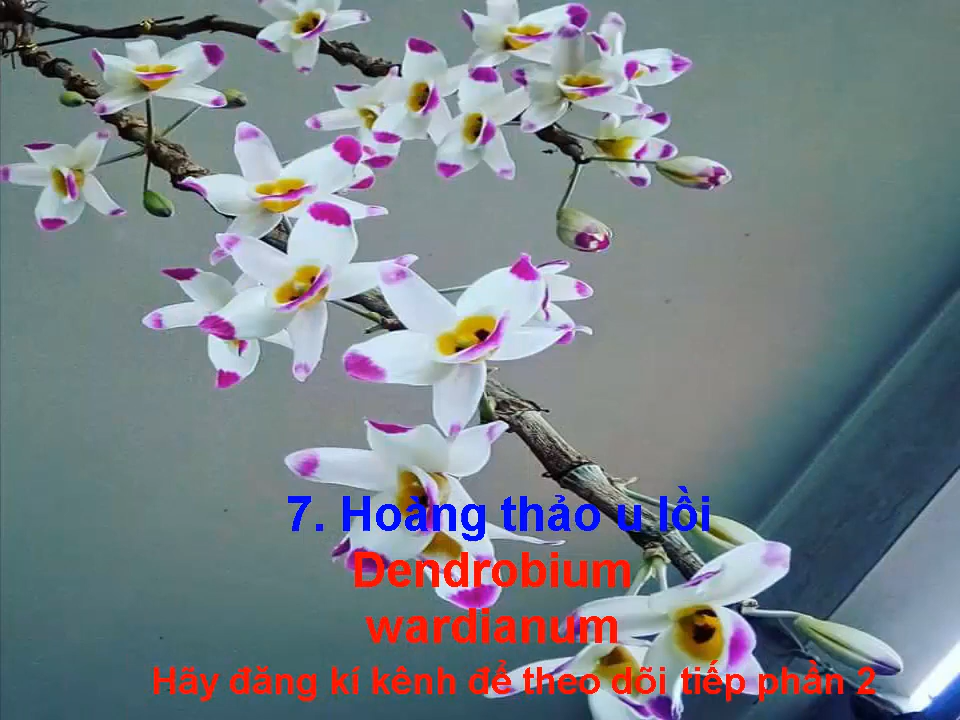 7. Hoàng thảo u lồi
Dendrobium
wardianum
Hãy đăng kí kênh để theo dõi tiếp phần 2